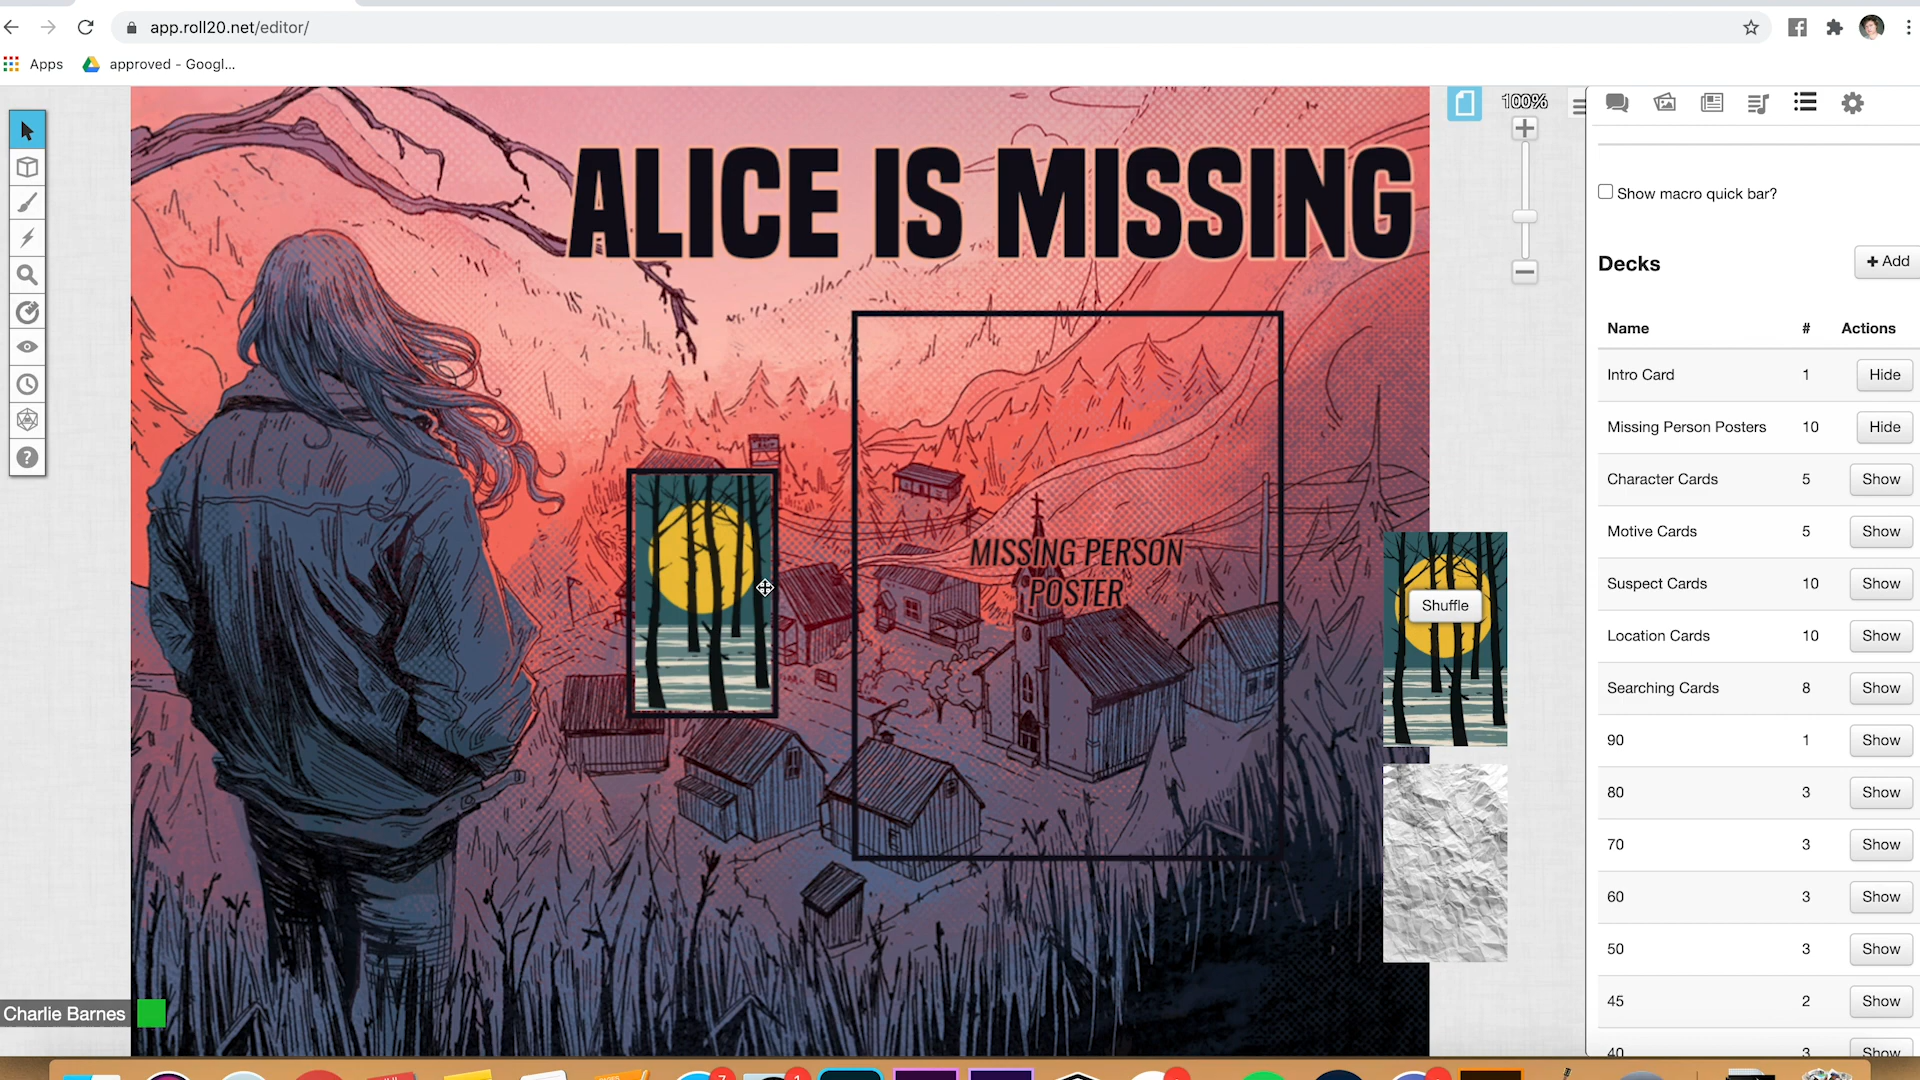 app.roll20.net/editor/
Apps
approved - Googl...
100%
ALICE IS MISSING
Show macro quick bar?
Decks
+ Add
Name # Actions
Intro Card 1 Hide
Missing Person Posters 10 Hide
Character Cards 5 Show
Motive Cards 5 Show
MISSING PERSON
POSTER
Suspect Cards 10 Show
Shuffle
Location Cards 10 Show
Searching Cards 8 Show
90 1 Show
80 3 Show
70 3 Show
60 3 Show
50 3 Show
45 2 Show
Charlie Barnes
40 3 Show